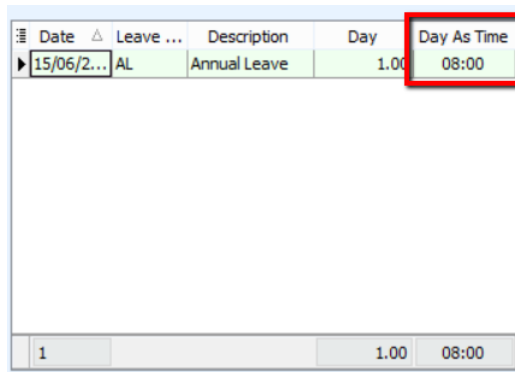 Date Leave ... Description Day Day As Time
15/06/2... AL Annual Leave 1.00 08:00
1 1.00 08:00